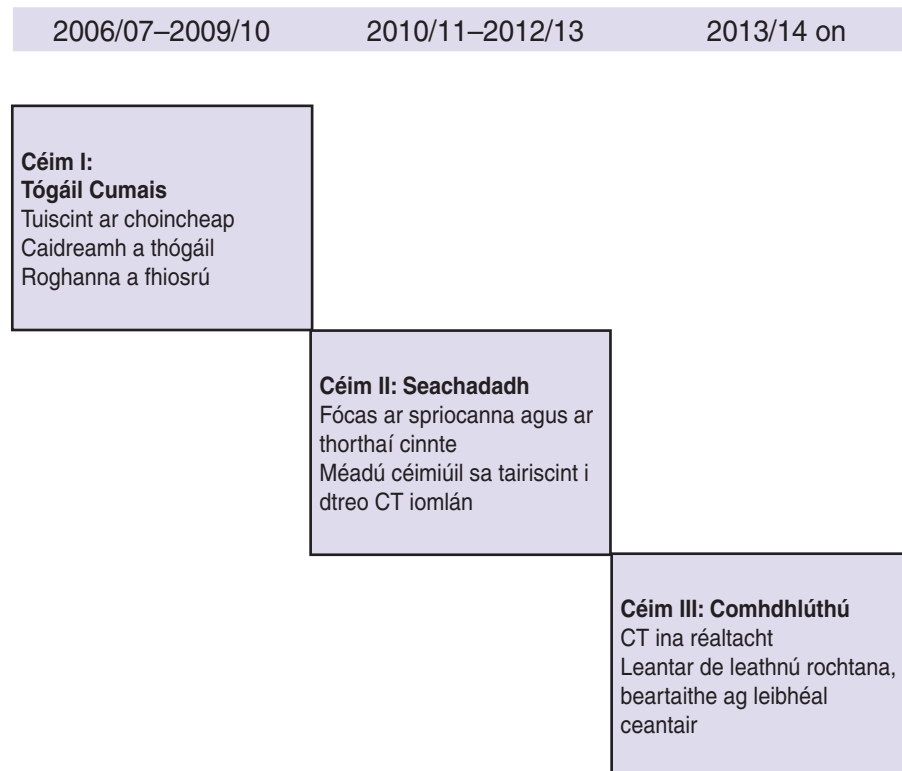 2006/07–2009/10 2010/11–2012/13 2013/14 on
Céim I:
Tógáil Cumais
Tuiscint ar choincheap
Caidreamh a thógáil
Roghanna a fhiosrú
Céim II: Seachadadh
Fócas ar spriocanna agus ar
thorthaí cinnte
Méadú céimiúil sa tairiscint i
dtreo CT iomlán
Céim III: Comhdhlúthú
CT ina réaltacht
Leantar de leathnú rochtana,
beartaithe ag leibhéal
ceantair